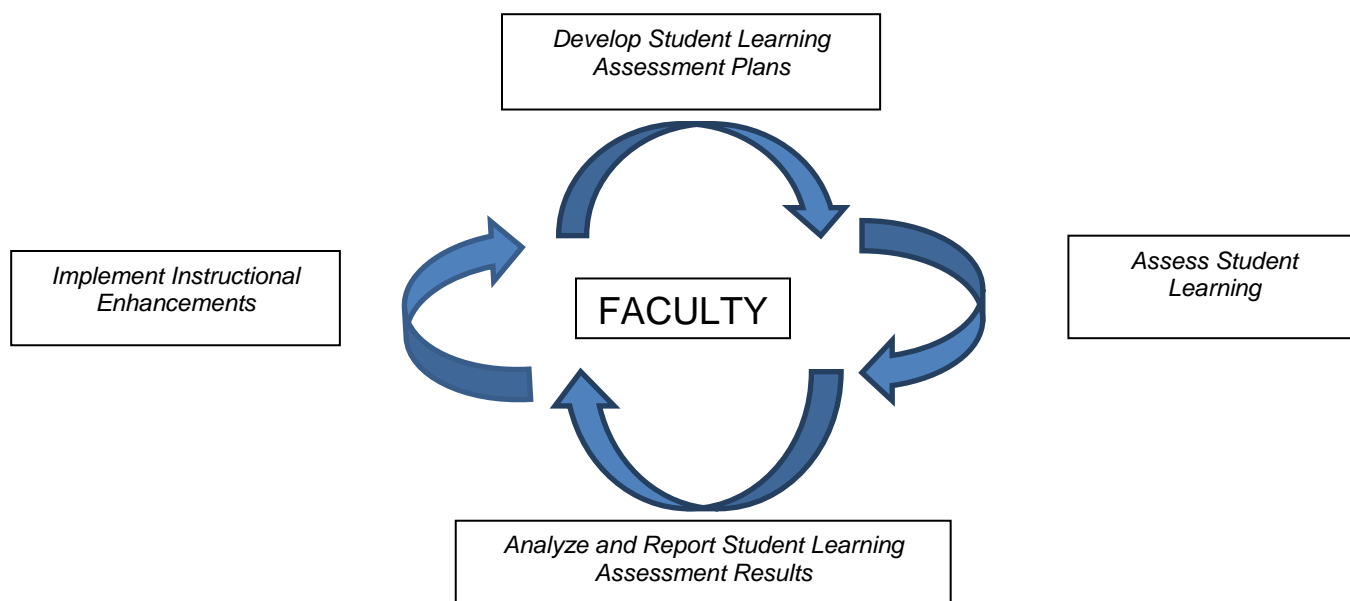 Develop Student Learning
Assessment Plans
Implement Instructional
Enhancements
FACULTY
Assess Student
Learning
Analyze and Report Student Learning
Assessment Results